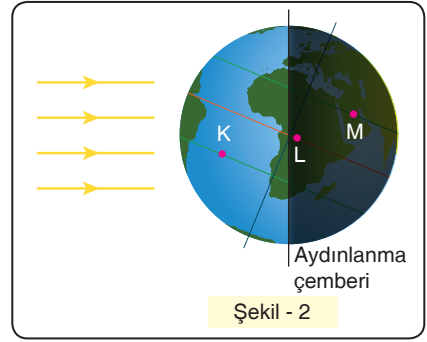 K
L
M
Aydınlanma
çemberi
Şekil - 2